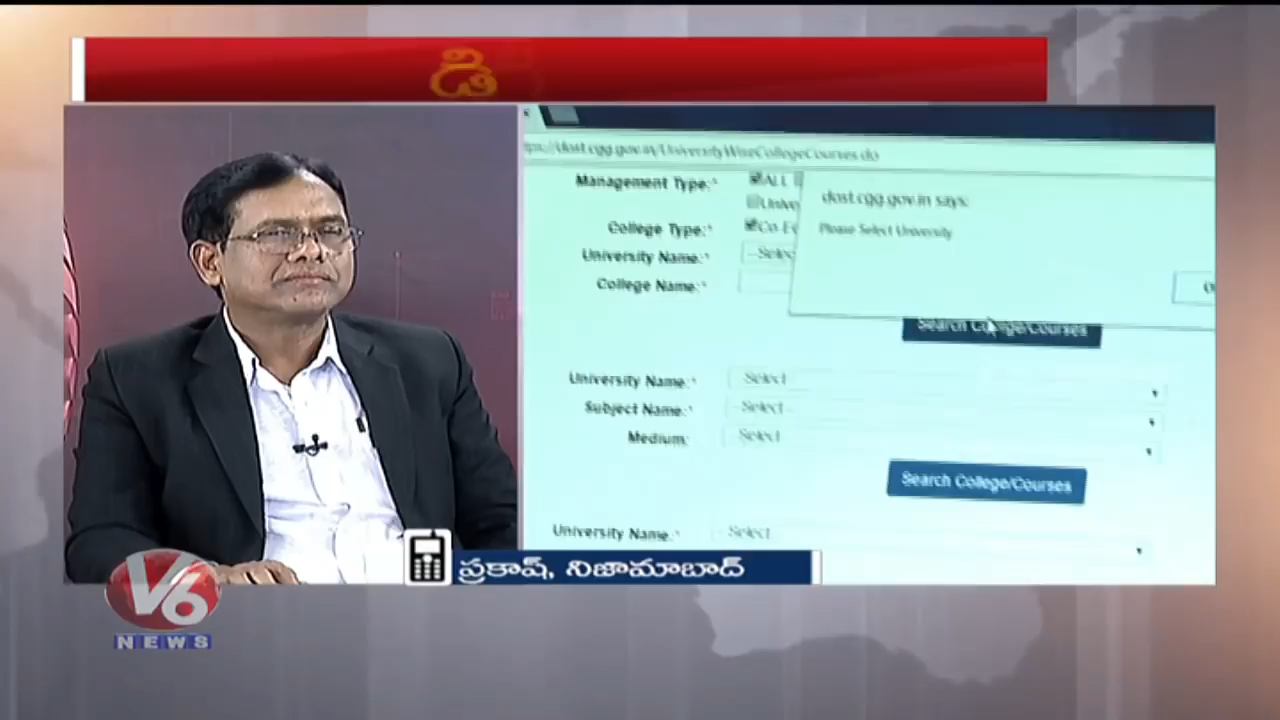 డి
https://dost.cgg.gov.in/UniversityWiseCollegeCourses.do
Management Type:*
ALL
dost.cgg.gov.in says:
Please Select University
College Type:*
University Name:*
College Name:*
Search College/Courses
University Name:*
--Select--
Subject Name:*
--Select--
Medium:
--Select--
Search College/Courses
University Name:*
--Select--
ప్రకాష్, నిజామాబాద్
V6
NEWS